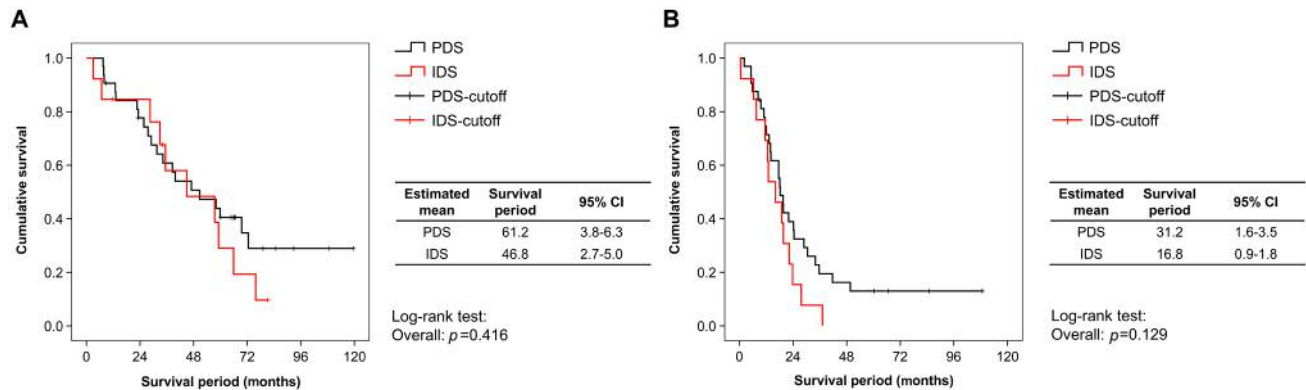 A
1.0
0.8
0.6
0.4
0.2
0.0
Cumulative survival
0 24 48 72 96 120
Survival period (months)
PDS
IDS
PDS-cutoff
IDS-cutoff
Estimated mean Survival period 95% CI
PDS 61.2 3.8-6.3
IDS 46.8 2.7-5.0
Log-rank test:
Overall: p=0.416
B
1.0
0.8
0.6
0.4
0.2
0.0
Cumulative survival
0 24 48 72 96 120
Survival period (months)
PDS
IDS
PDS-cutoff
IDS-cutoff
Estimated mean Survival period 95% CI
PDS 31.2 1.6-3.5
IDS 16.8 0.9-1.8
Log-rank test:
Overall: p=0.129